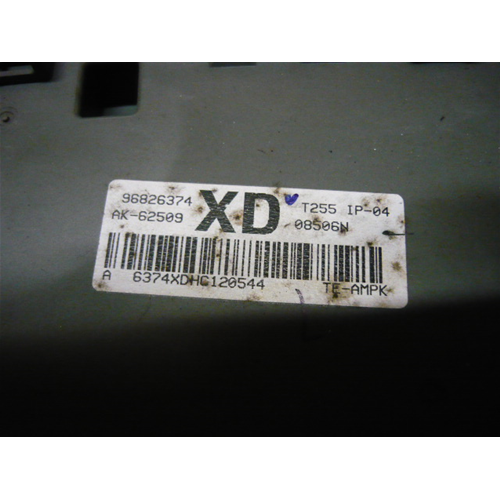 96826374 XD T255 IP-04
AK-62509 08506N
A 6374XDHC120544 TE-AMPK